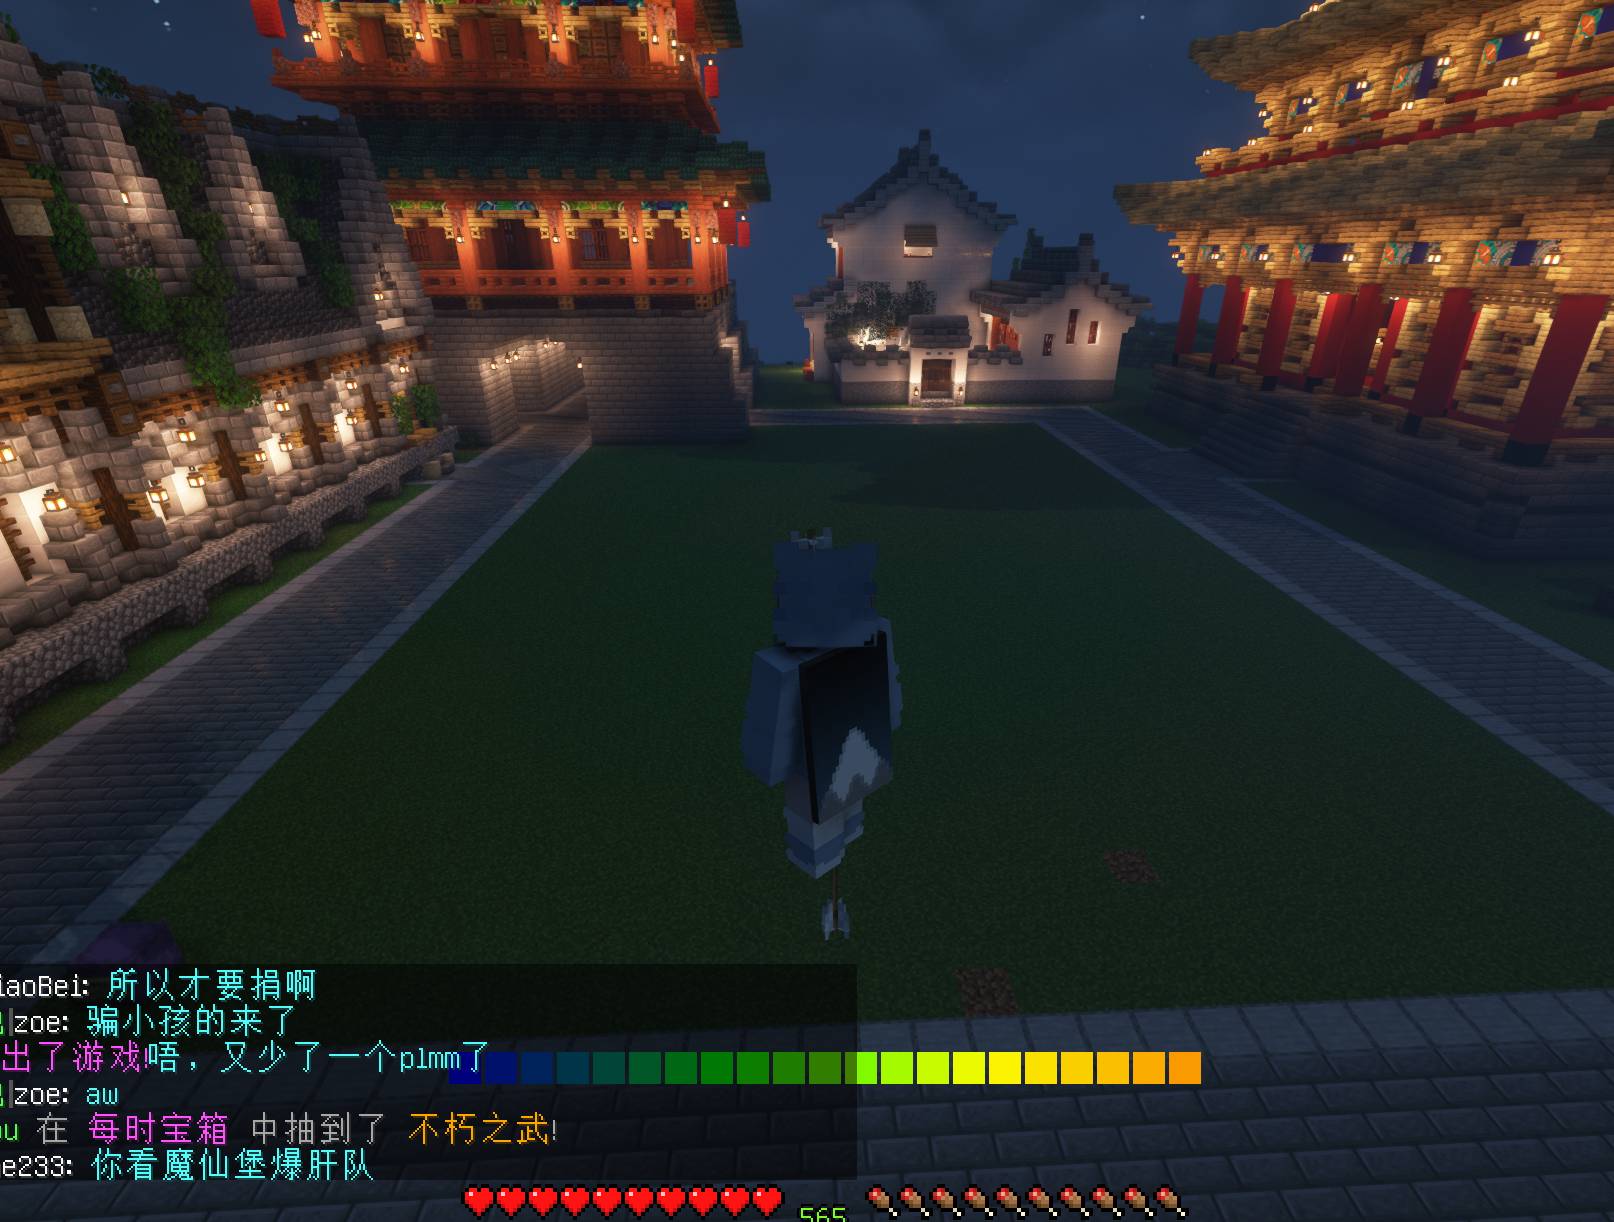 iaoBei: 所以才要捐啊
|zoe: 骗小孩的来了
出了游戏!唔，又少了一个plmm了
|zoe: aw
ou 在 每时宝箱 中抽到了 不朽之武!
e233: 你看魔仙堡爆肝队
565